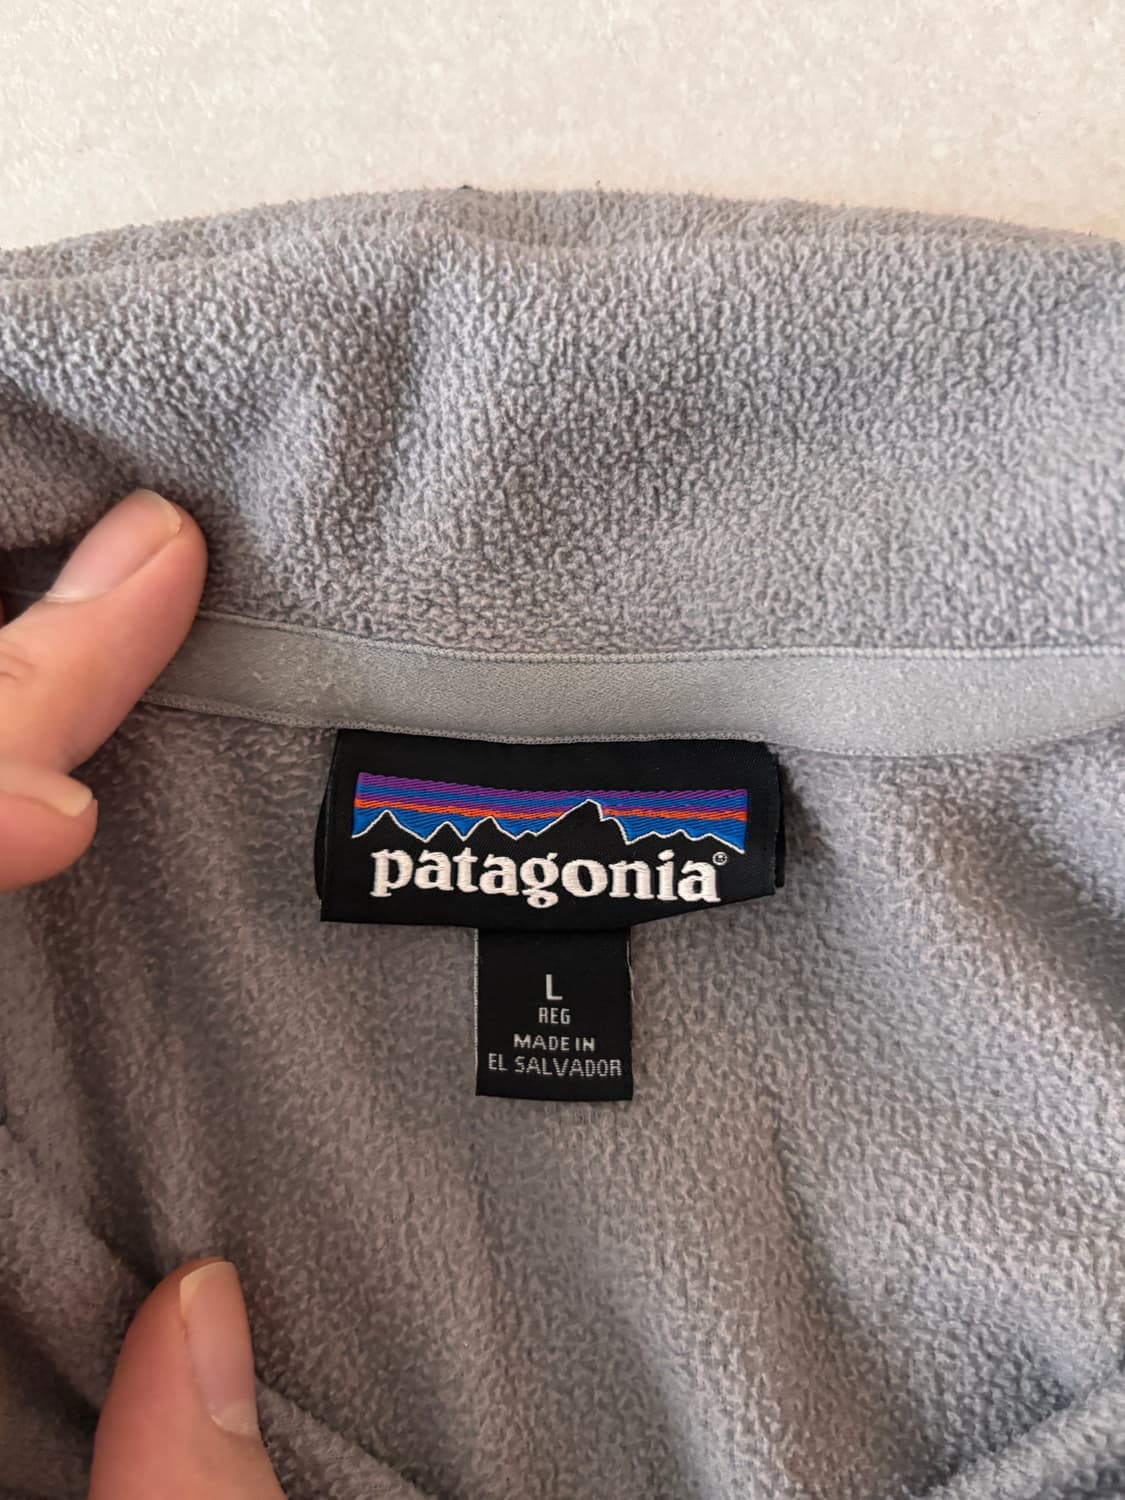 patagonia®
L
REG
MADE IN
EL SALVADOR